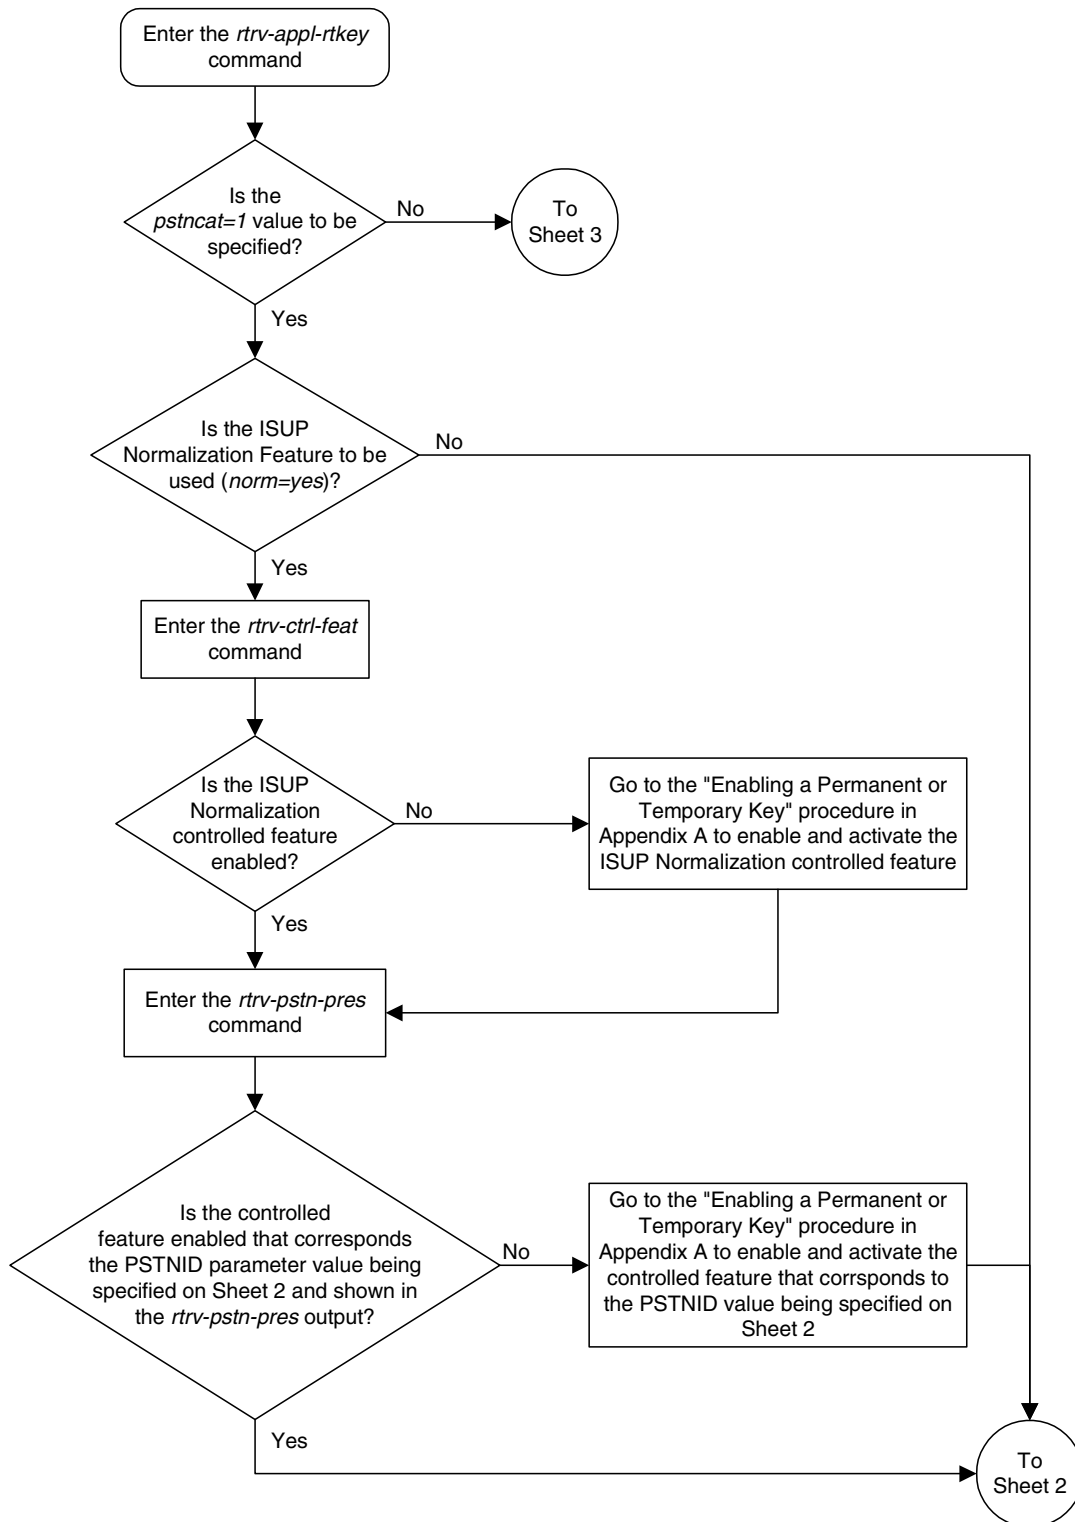 Enter the rtrv-appl-rtkey
command
Is the
pstncat=1 value to be
specified?
No
To
Sheet 3
Yes
Is the ISUP
Normalization Feature to be
used (norm=yes)?
No
Yes
Enter the rtrv-ctrl-feat
command
Is the ISUP
Normalization
controlled feature
enabled?
No
Go to the "Enabling a Permanent or
Temporary Key" procedure in
Appendix A to enable and activate the
ISUP Normalization controlled feature
Yes
Enter the rtrv-pstn-pres
command
Is the controlled
feature enabled that corresponds
the PSTNID parameter value being
specified on Sheet 2 and shown in
the rtrv-pstn-pres output?
No
Go to the "Enabling a Permanent or
Temporary Key" procedure in
Appendix A to enable and activate the
controlled feature that corrsponds to
the PSTNID value being specified on
Sheet 2
Yes
To
Sheet 2